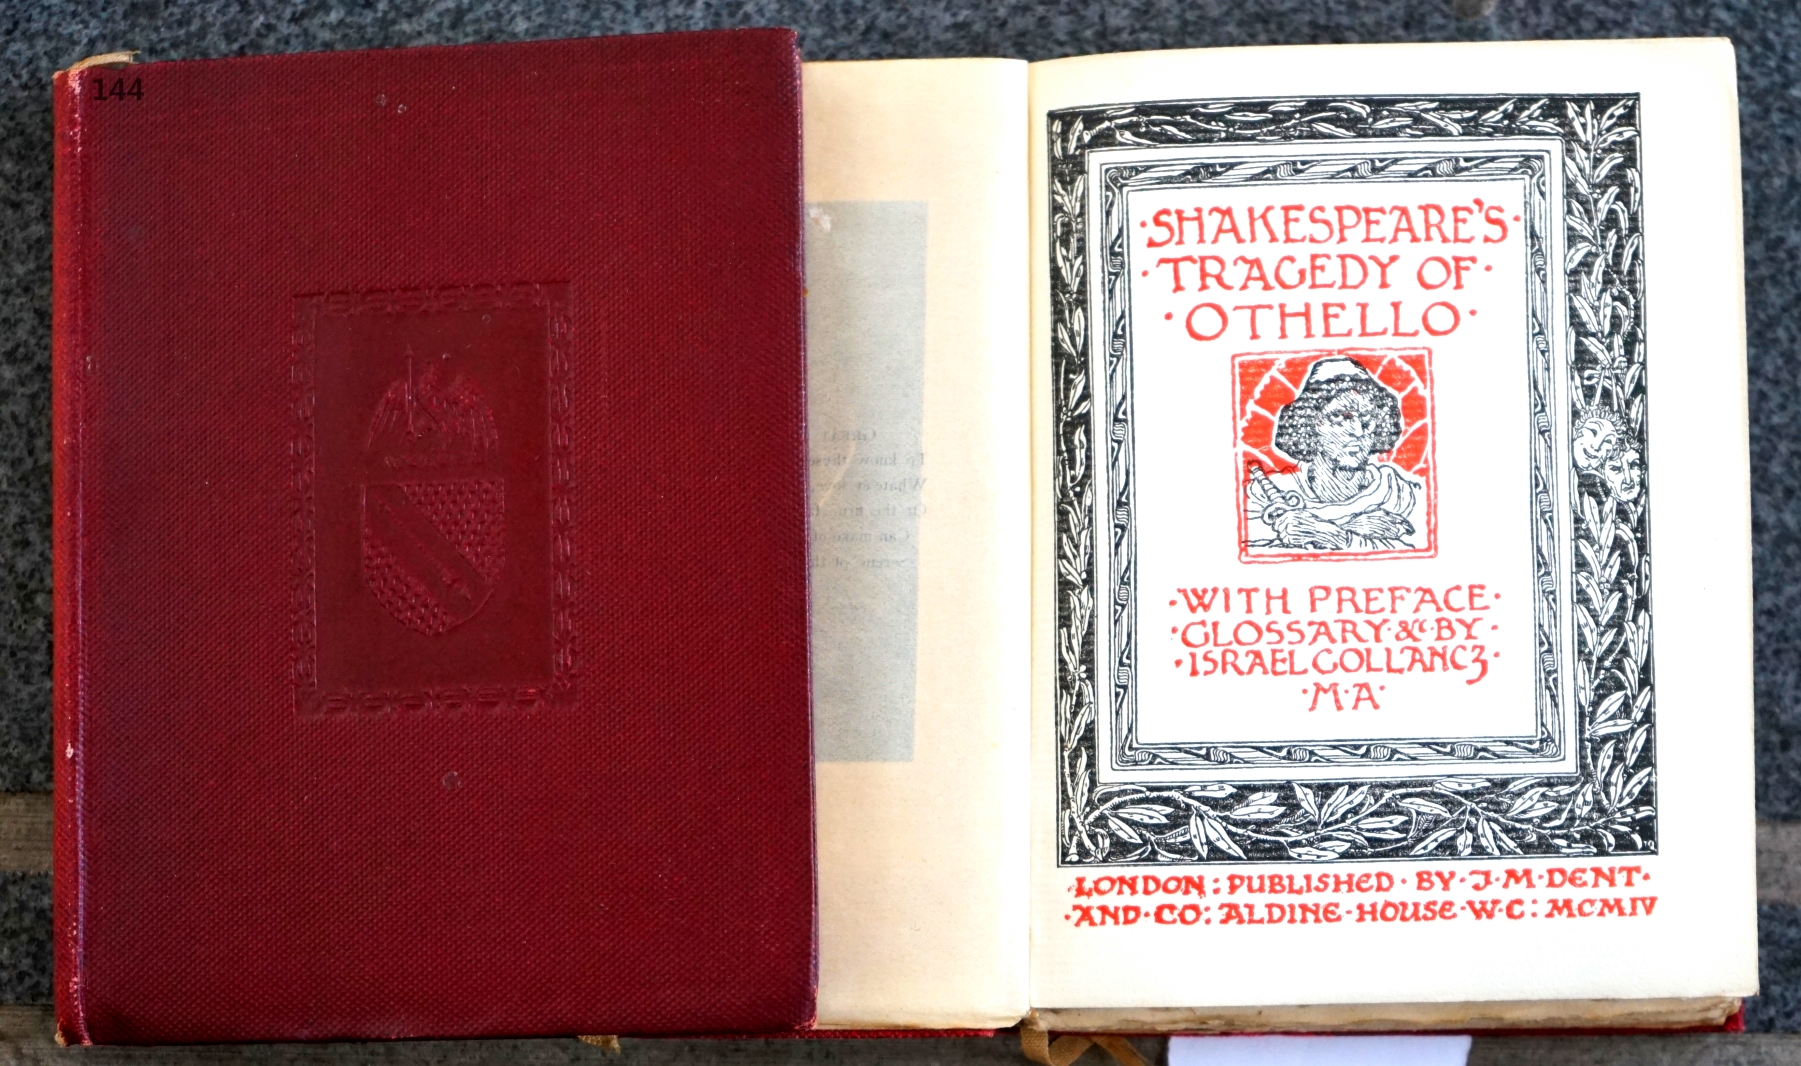 144
·SHAKESPEARE'S·
·TRAGEDY OF·
·OTHELLO·
·WITH PREFACE·
·GLOSSARY·&c·BY·
·ISRAEL GOLLANCZ·
·M·A·
·LONDON: PUBLISHED·BY·J·M·DENT·
·AND·CO: ALDINE·HOUSE·W·C: MCMIV